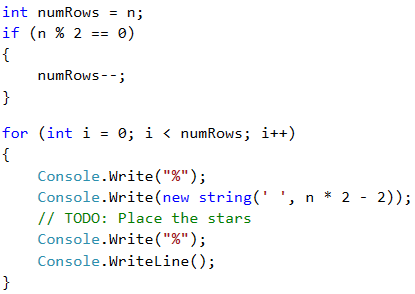 int numRows = n;
if (n % 2 == 0)
{
    numRows--;
}
for (int i = 0; i < numRows; i++)
{
    Console.Write("%");
    Console.Write(new string(' ', n * 2 - 2));
    // TODO: Place the stars
    Console.Write("%");
    Console.WriteLine();
}